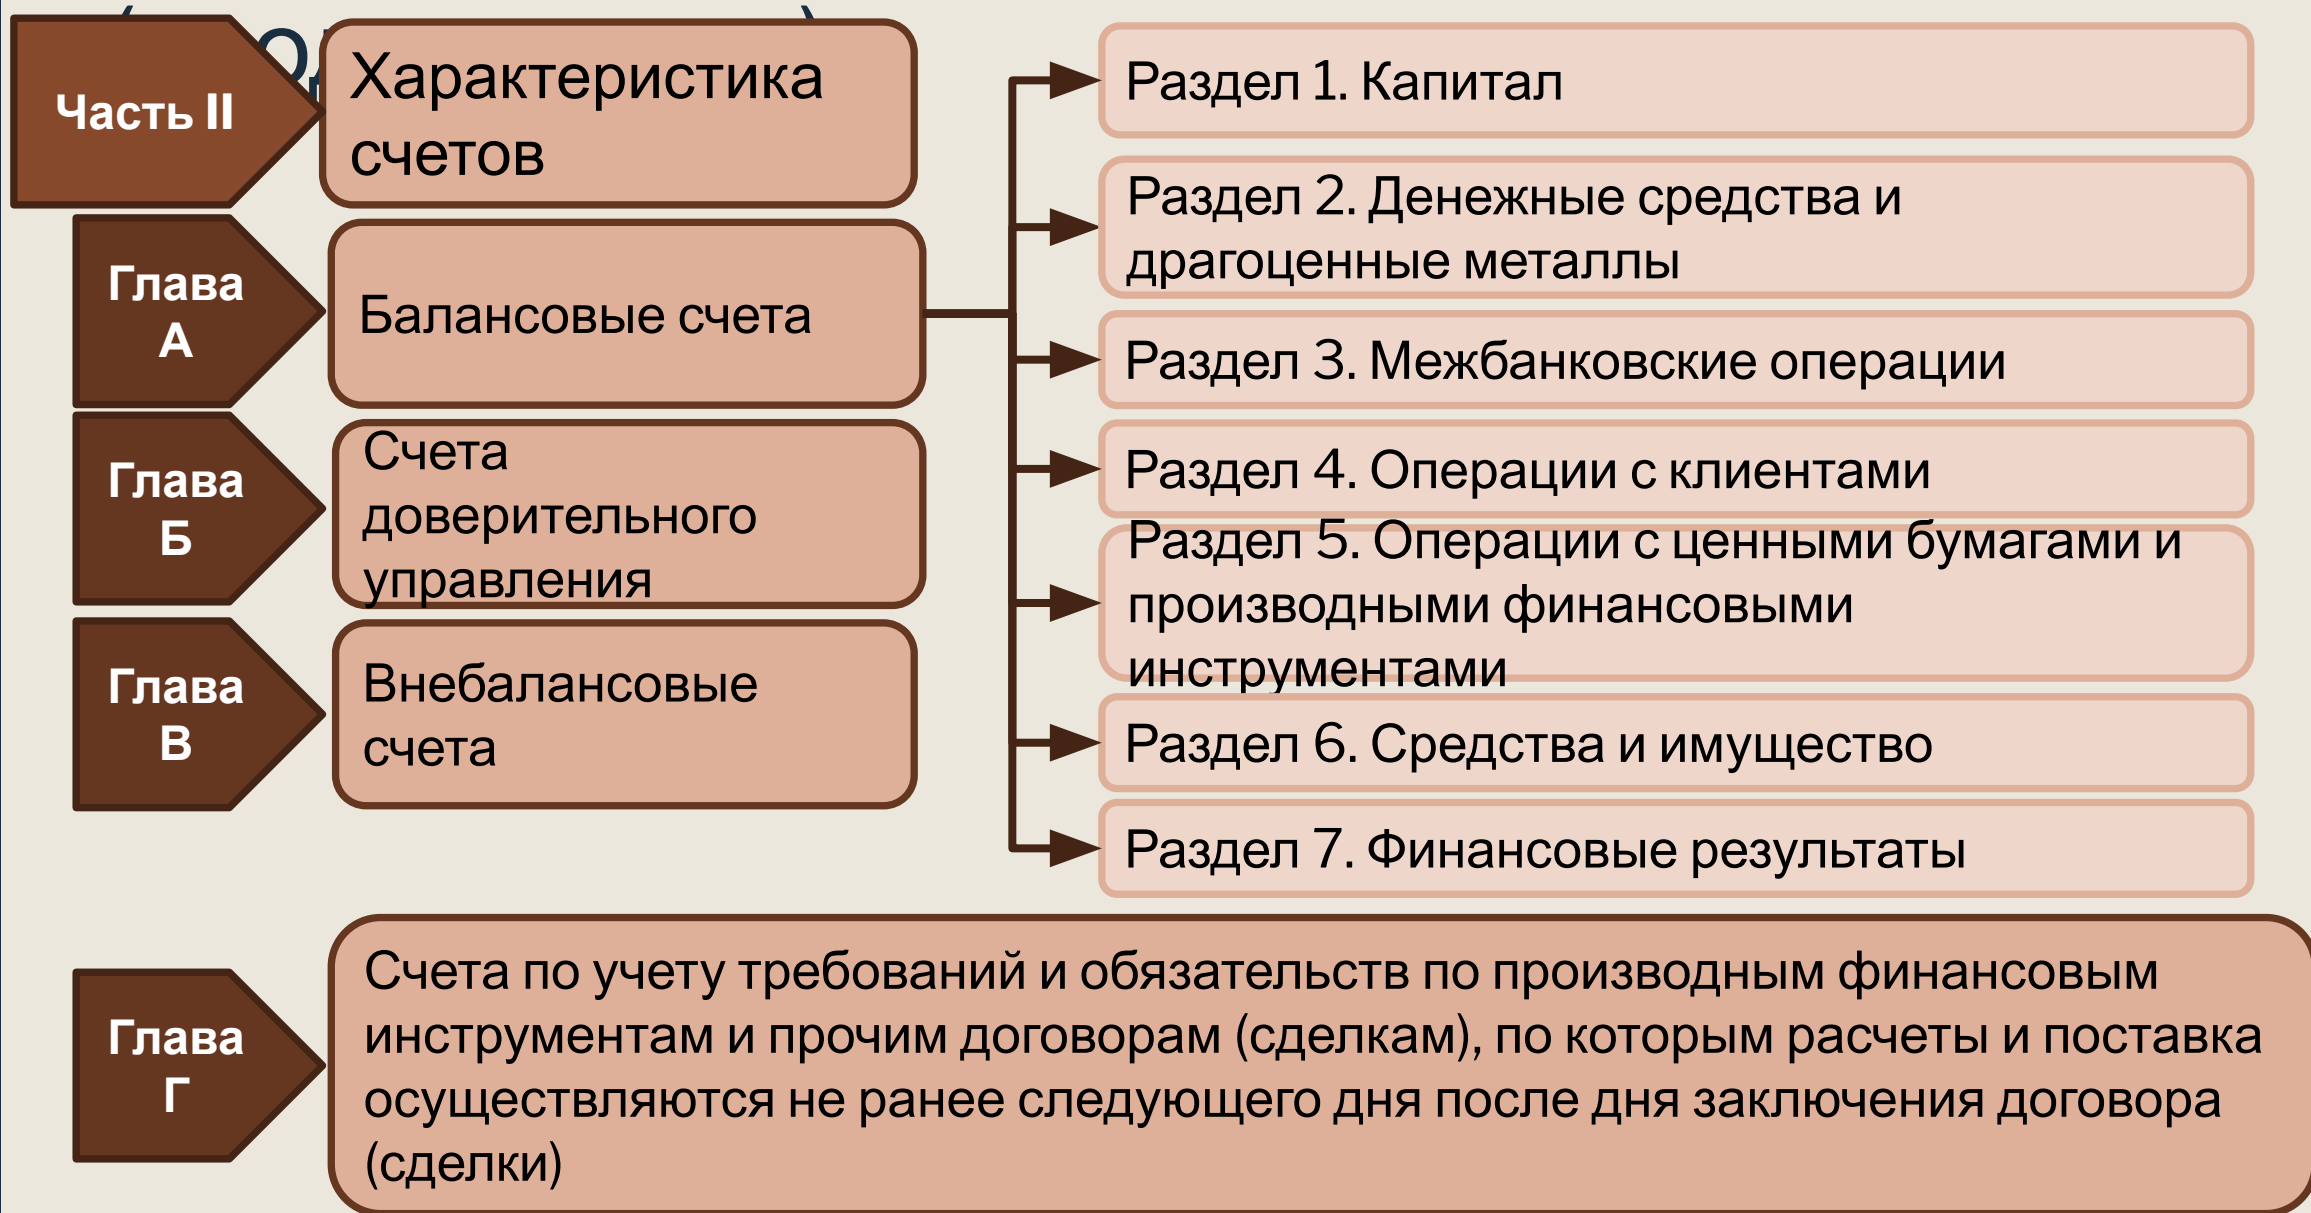 Часть II
Характеристика
счетов
Глава
А
Балансовые счета
Глава
Б
Счета
доверительного
управления
Глава
В
Внебалансовые
счета
Раздел 1. Капитал
Раздел 2. Денежные средства и
драгоценные металлы
Раздел 3. Межбанковские операции
Раздел 4. Операции с клиентами
Раздел 5. Операции с ценными бумагами и
производными финансовыми
инструментами
Раздел 6. Средства и имущество
Раздел 7. Финансовые результаты
Глава
Г
Счета по учету требований и обязательств по производным финансовым
инструментам и прочим договорам (сделкам), по которым расчеты и поставка
осуществляются не ранее следующего дня после дня заключения договора
(сделки)